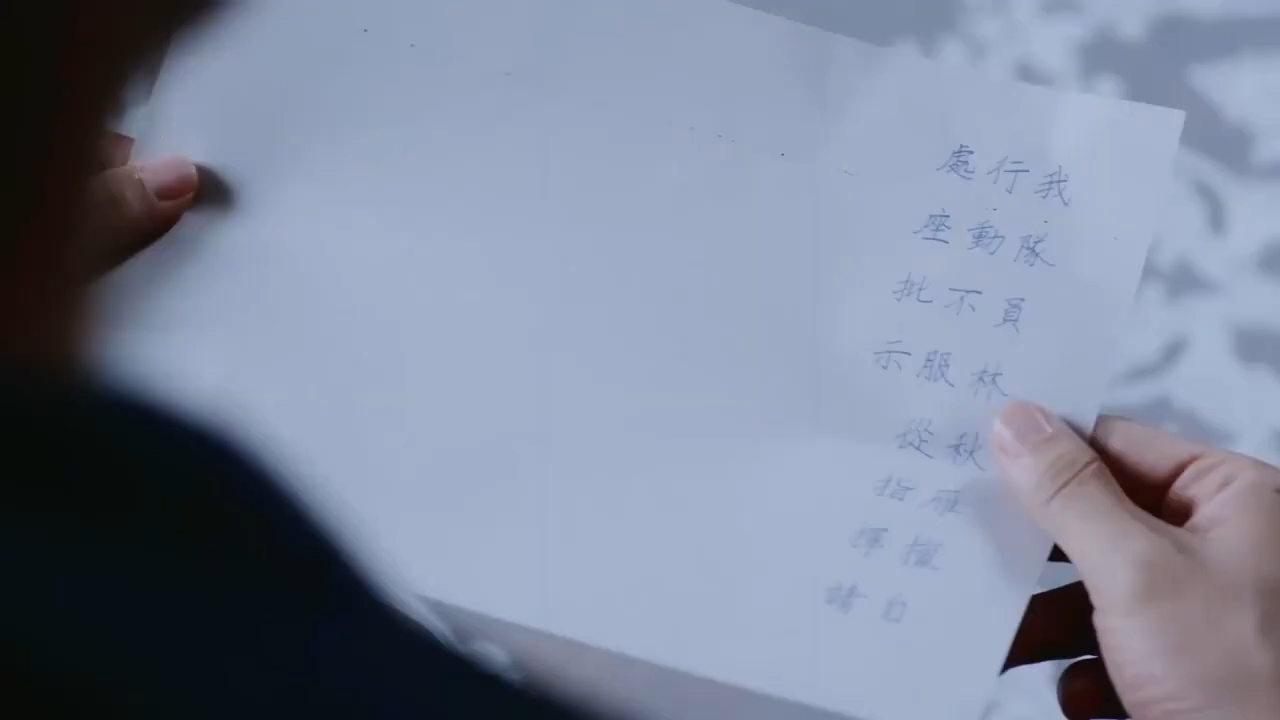 我隊員林秋雁擅自
行動不服從指揮請
處座批示